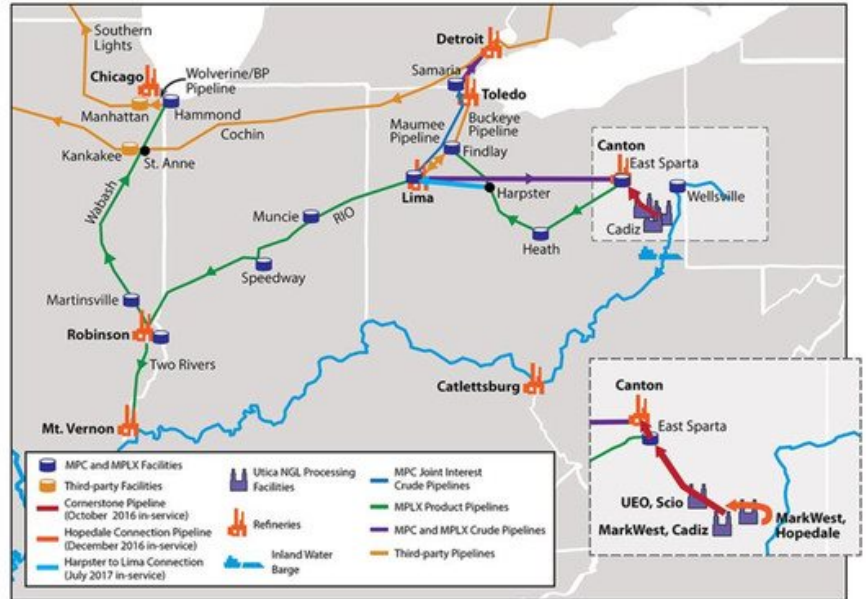 Southern
Lights
Detroit
Chicago
Wolverine/BP
Pipeline
Samaria
Toledo
Manhattan
Hammond
Maumee
Pipeline
Buckeye
Pipeline
Cochin
Kankakee
St. Anne
Findlay
Canton
East Sparta
Wabash
Lima
Harpster
Wellsville
Muncie
RIO
Cadiz
Heath
Speedway
Martinsville
Robinson
Two Rivers
Catlettsburg
Mt. Vernon
Canton
East Sparta
UEO, Scio
MarkWest, Cadiz
MarkWest,
Hopedale
MPC and MPLX Facilities
Third-party Facilities
Cornerstone Pipeline
(October 2016 in-service)
Hopedale Connection Pipeline
(December 2016 in-service)
Harpster to Lima Connection
(July 2017 in-service)
Utica NGL Processing
Facilities
Refineries
Inland Water
Barge
MPC Joint Interest
Crude Pipelines
MPLX Product Pipelines
MPC and MPLX Crude Pipelines
Third-party Pipelines